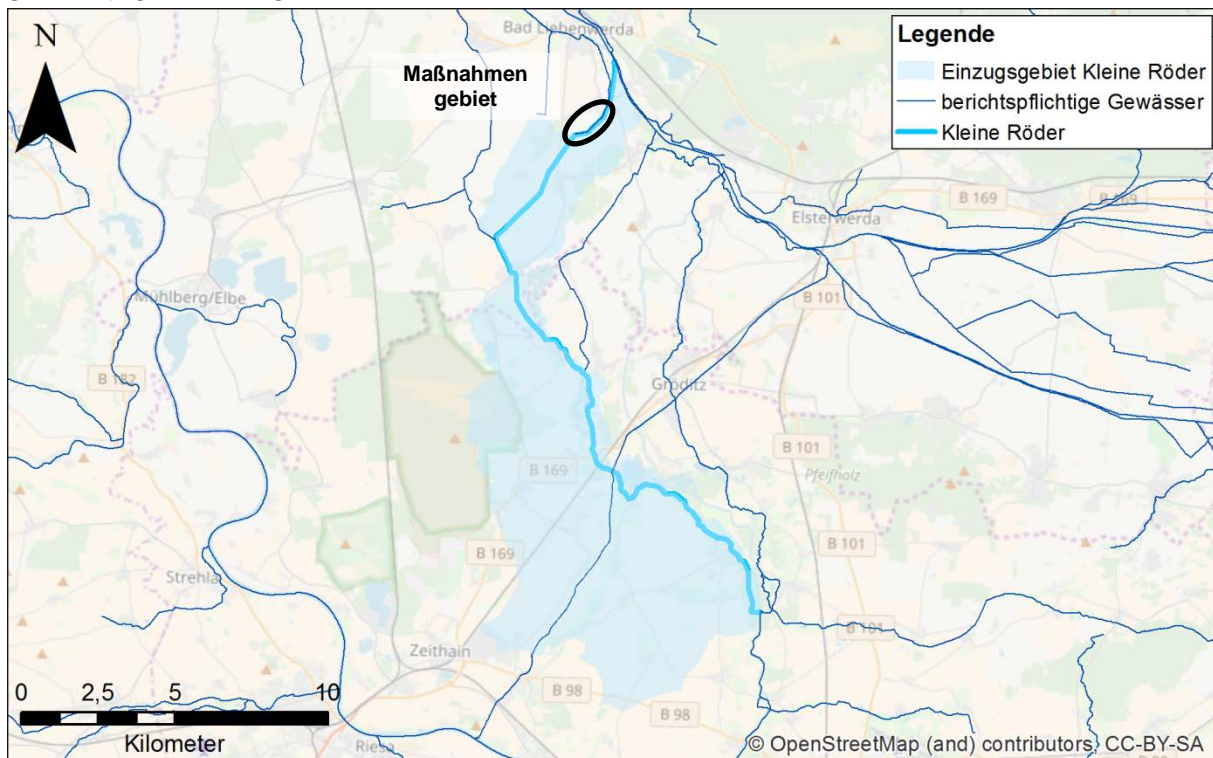 N
Bad Liebenwerda
Maßnahmen
gebiet
Legende
Einzugsgebiet Kleine Röder
berichtspflichtige Gewässer
Kleine Röder
B 169
Elsterwerda
B 101
Mühlberg/Elbe
B 182
Gröditz
B 101
B 169
Pfeifholz
B 101
B 169
Strehla
B 101
Zeithain
B 98
B 98
Riesa
0 2,5 5 10
Kilometer
© OpenStreetMap (and) contributors, CC-BY-SA